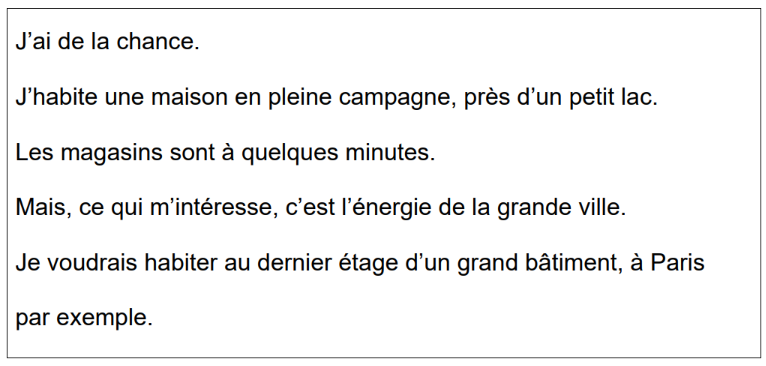 J’ai de la chance.
J’habite une maison en pleine campagne, près d’un petit lac.
Les magasins sont à quelques minutes.
Mais, ce qui m’intéresse, c’est l’énergie de la grande ville.
Je voudrais habiter au dernier étage d’un grand bâtiment, à Paris
par exemple.